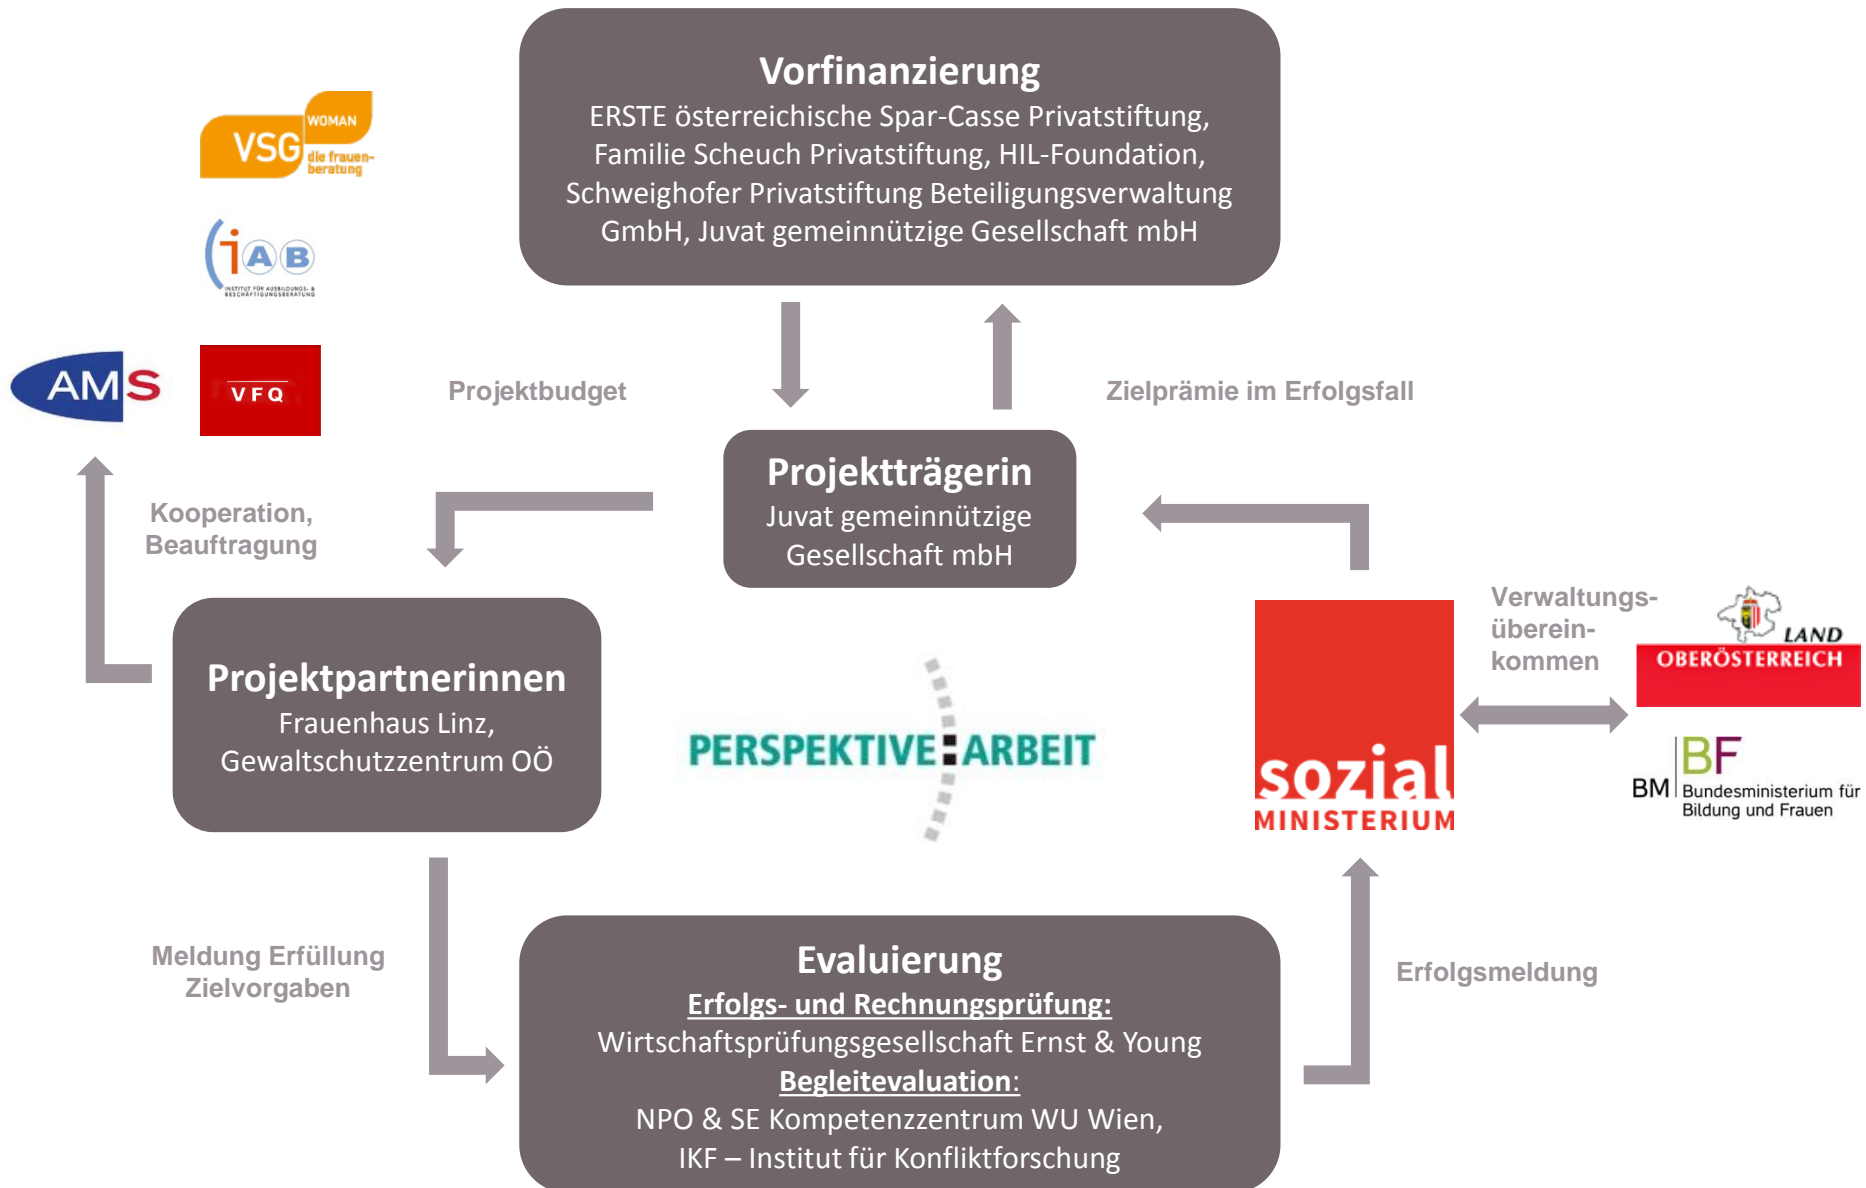 Vorfinanzierung
ERSTE österreichische Spar-Casse Privatstiftung,
Familie Scheuch Privatstiftung, HIL-Foundation,
Schweighofer Privatstiftung Beteiligungsverwaltung
GmbH, Juvat gemeinnützige Gesellschaft mbH
VSG
WOMAN
die frauen-
beratung
iAB
INSTITUT FÜR AUSBILDUNGS- &
BESCHÄFTIGUNGSBERATUNG
AMS
VFQ
Projektbudget
Zielprämie im Erfolgsfall
Projektträgerin
Juvat gemeinnützige
Gesellschaft mbH
Kooperation,
Beauftragung
Projektpartnerinnen
Frauenhaus Linz,
Gewaltschutzzentrum OÖ
PERSPEKTIVE:ARBEIT
sozial
MINISTERIUM
Verwaltungs-
überein-
kommen
LAND
OBERÖSTERREICH
BF
BM
Bundesministerium für
Bildung und Frauen
Meldung Erfüllung
Zielvorgaben
Evaluierung
Erfolgs- und Rechnungsprüfung:
Wirtschaftsprüfungsgesellschaft Ernst & Young
Begleitevaluation:
NPO & SE Kompetenzzentrum WU Wien,
IKF – Institut für Konfliktforschung
Erfolgsmeldung